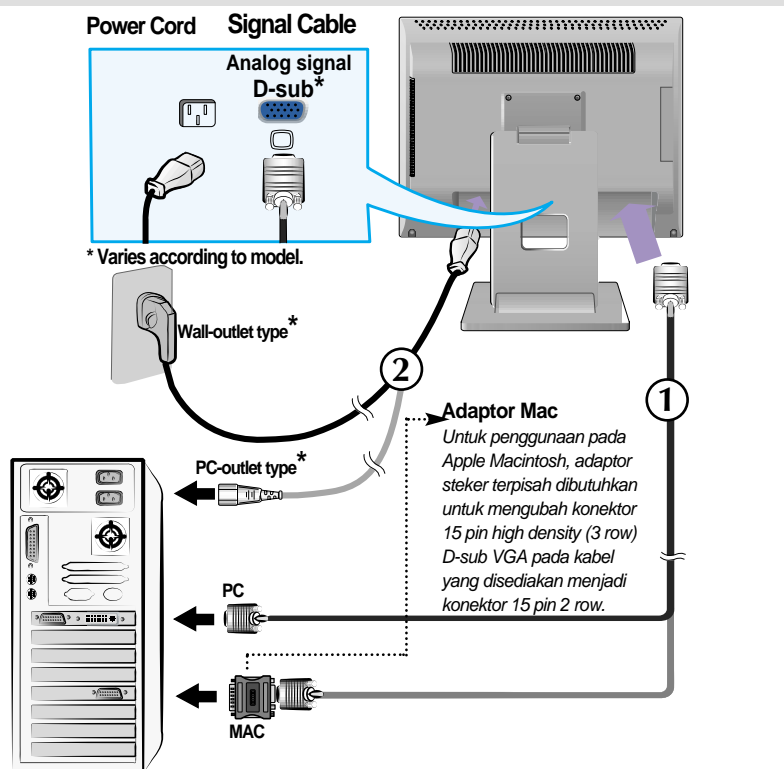 Power Cord
Signal Cable
Analog signal
D-sub*
* Varies according to model.
Wall-outlet type*
2
1
Adaptor Mac
Untuk penggunaan pada
Apple Macintosh, adaptor
steker terpisah dibutuhkan
untuk mengubah konektor
15 pin high density (3 row)
D-sub VGA pada kabel
yang disediakan menjadi
konektor 15 pin 2 row.
PC-outlet type*
PC
MAC